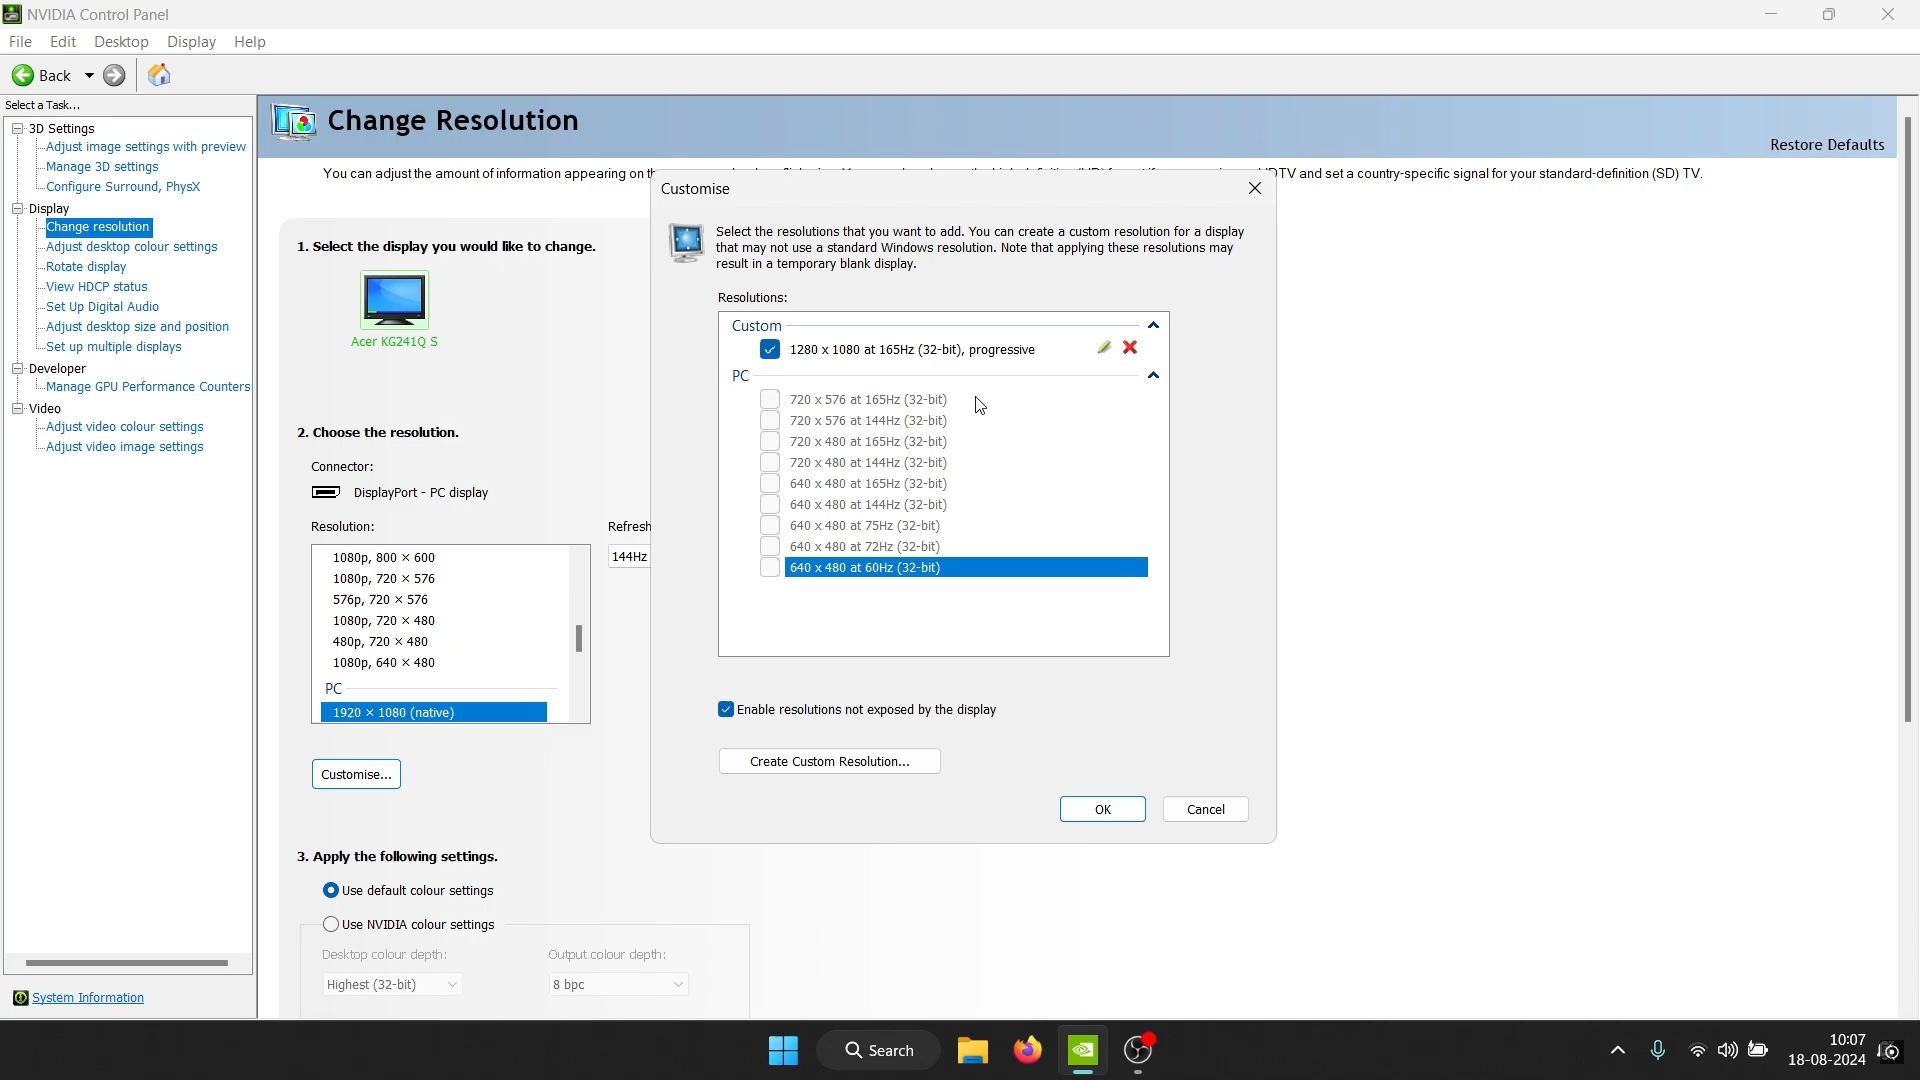 NVIDIA Control Panel
File Edit Desktop Display Help
Back
Select a Task...
3D Settings
Adjust image settings with preview
Manage 3D settings
Configure Surround, PhysX
Display
Change resolution
Adjust desktop colour settings
Rotate display
View HDCP status
Set Up Digital Audio
Adjust desktop size and position
Set up multiple displays
Developer
Manage GPU Performance Counters
Video
Adjust video colour settings
Adjust video image settings
System Information
Change Resolution
Restore Defaults
You can adjust the amount of information appearing on
TV and set a country-specific signal for your standard-definition (SD) TV.
1. Select the display you would like to change.
Acer KG241Q S
2. Choose the resolution.
Connector:
DisplayPort - PC display
Resolution:
Refresh
1080p, 800 × 600
144Hz
1080p, 720 × 576
576p, 720 × 576
1080p, 720 × 480
480p, 720 × 480
1080p, 640 × 480
PC
1920 × 1080 (native)
Customise...
3. Apply the following settings.
Use default colour settings
Use NVIDIA colour settings
Desktop colour depth:
Output colour depth:
Highest (32-bit)
8 bpc
Customise
Select the resolutions that you want to add. You can create a custom resolution for a display
that may not use a standard Windows resolution. Note that applying these resolutions may
result in a temporary blank display.
Resolutions:
Custom
1280 x 1080 at 165Hz (32-bit), progressive
PC
720 x 576 at 165Hz (32-bit)
720 x 576 at 144Hz (32-bit)
720 x 480 at 165Hz (32-bit)
720 x 480 at 144Hz (32-bit)
640 x 480 at 165Hz (32-bit)
640 x 480 at 144Hz (32-bit)
640 x 480 at 75Hz (32-bit)
640 x 480 at 72Hz (32-bit)
640 x 480 at 60Hz (32-bit)
Enable resolutions not exposed by the display
Create Custom Resolution...
OK
Cancel
Search
10:07
18-08-2024